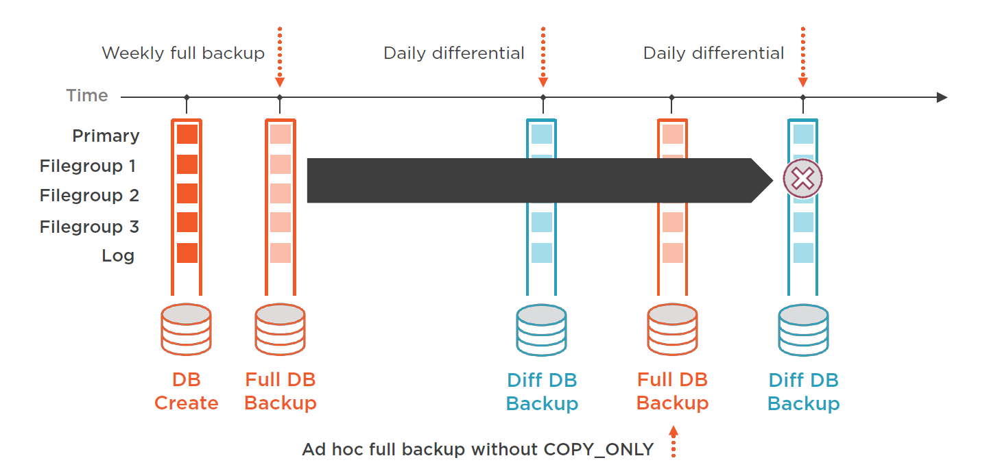 Weekly full backup
Daily differential
Daily differential
Time
Primary
Filegroup 1
Filegroup 2
Filegroup 3
Log
DB
Create
Full DB
Backup
Diff DB
Backup
Full DB
Backup
Diff DB
Backup
Ad hoc full backup without COPY_ONLY